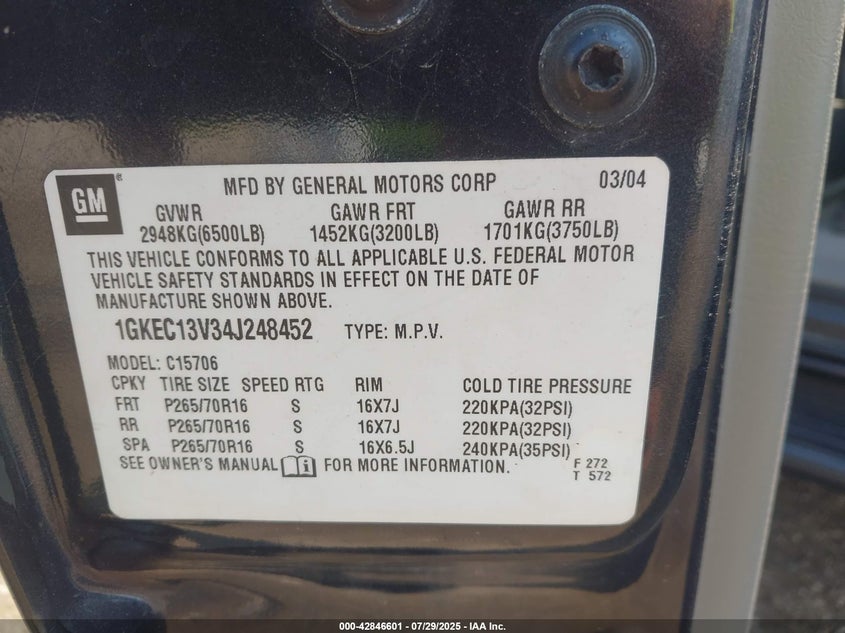 GM
MFD BY GENERAL MOTORS CORP 03/04
GVWR GAWR FRT GAWR RR
2948KG(6500LB) 1452KG(3200LB) 1701KG(3750LB)
THIS VEHICLE CONFORMS TO ALL APPLICABLE U.S. FEDERAL MOTOR
VEHICLE SAFETY STANDARDS IN EFFECT ON THE DATE OF
MANUFACTURE SHOWN ABOVE.
1GKEC13V34J248452 TYPE: M.P.V.
MODEL: C15706
CPKY TIRE SIZE SPEED RTG RIM COLD TIRE PRESSURE
FRT P265/70R16 S 16X7J 220KPA(32PSI)
RR P265/70R16 S 16X7J 220KPA(32PSI)
SPA P265/70R16 S 16X6.5J 240KPA(35PSI)
SEE OWNER'S MANUAL FOR MORE INFORMATION.
F 272
T 572
000-42846601 / 07/29/2025 - IAA Inc.